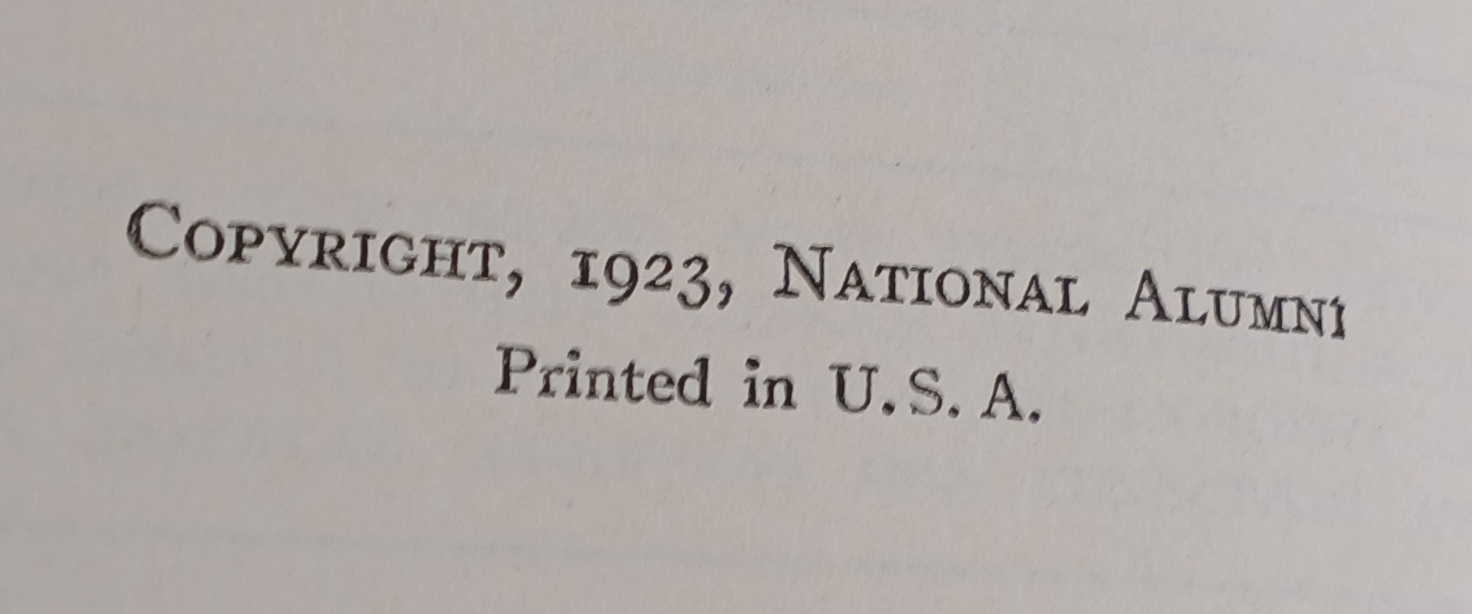 Copyright, 1923, National Alumni
Printed in U. S. A.